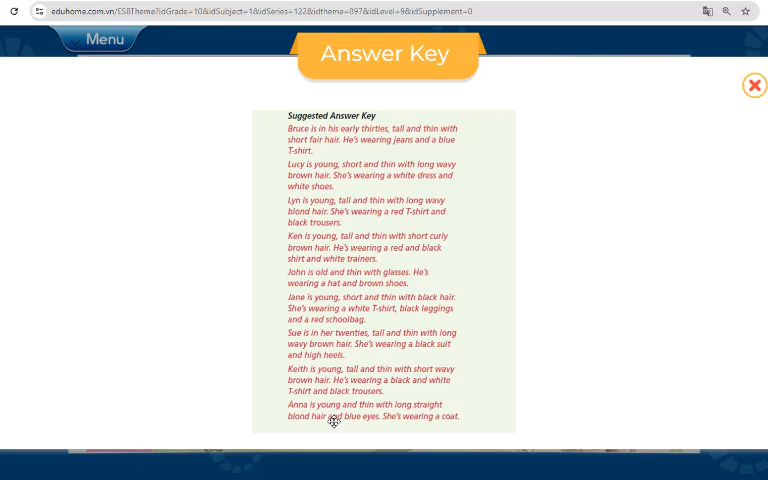 eduhome.com.vn/ESBTheme?idGrade=10&idSubject=1&idSeries=122&idtheme=897&idLevel=9&idSupplement=0
Menu
Answer Key
Suggested Answer Key
Bruce is in his early thirties, tall and thin with
short fair hair. He's wearing jeans and a blue
T-shirt.
Lucy is young, short and thin with long wavy
brown hair. She's wearing a white dress and
white shoes.
Lyn is young, tall and thin with long wavy
blond hair. She's wearing a red T-shirt and
black trousers.
Ken is young, tall and thin with short curly
brown hair. He's wearing a red and black
shirt and white trainers.
John is old and thin with glasses. He's
wearing a hat and brown shoes.
Jane is young, short and thin with black hair.
She's wearing a white T-shirt, black leggings
and a red schoolbag.
Sue is in her twenties, tall and thin with long
wavy brown hair. She's wearing a black suit
and high heels.
Keith is young, tall and thin with short wavy
brown hair. He's wearing a black and white
T-shirt and black trousers.
Anna is young and thin with long straight
blond hair and blue eyes. She's wearing a coat.